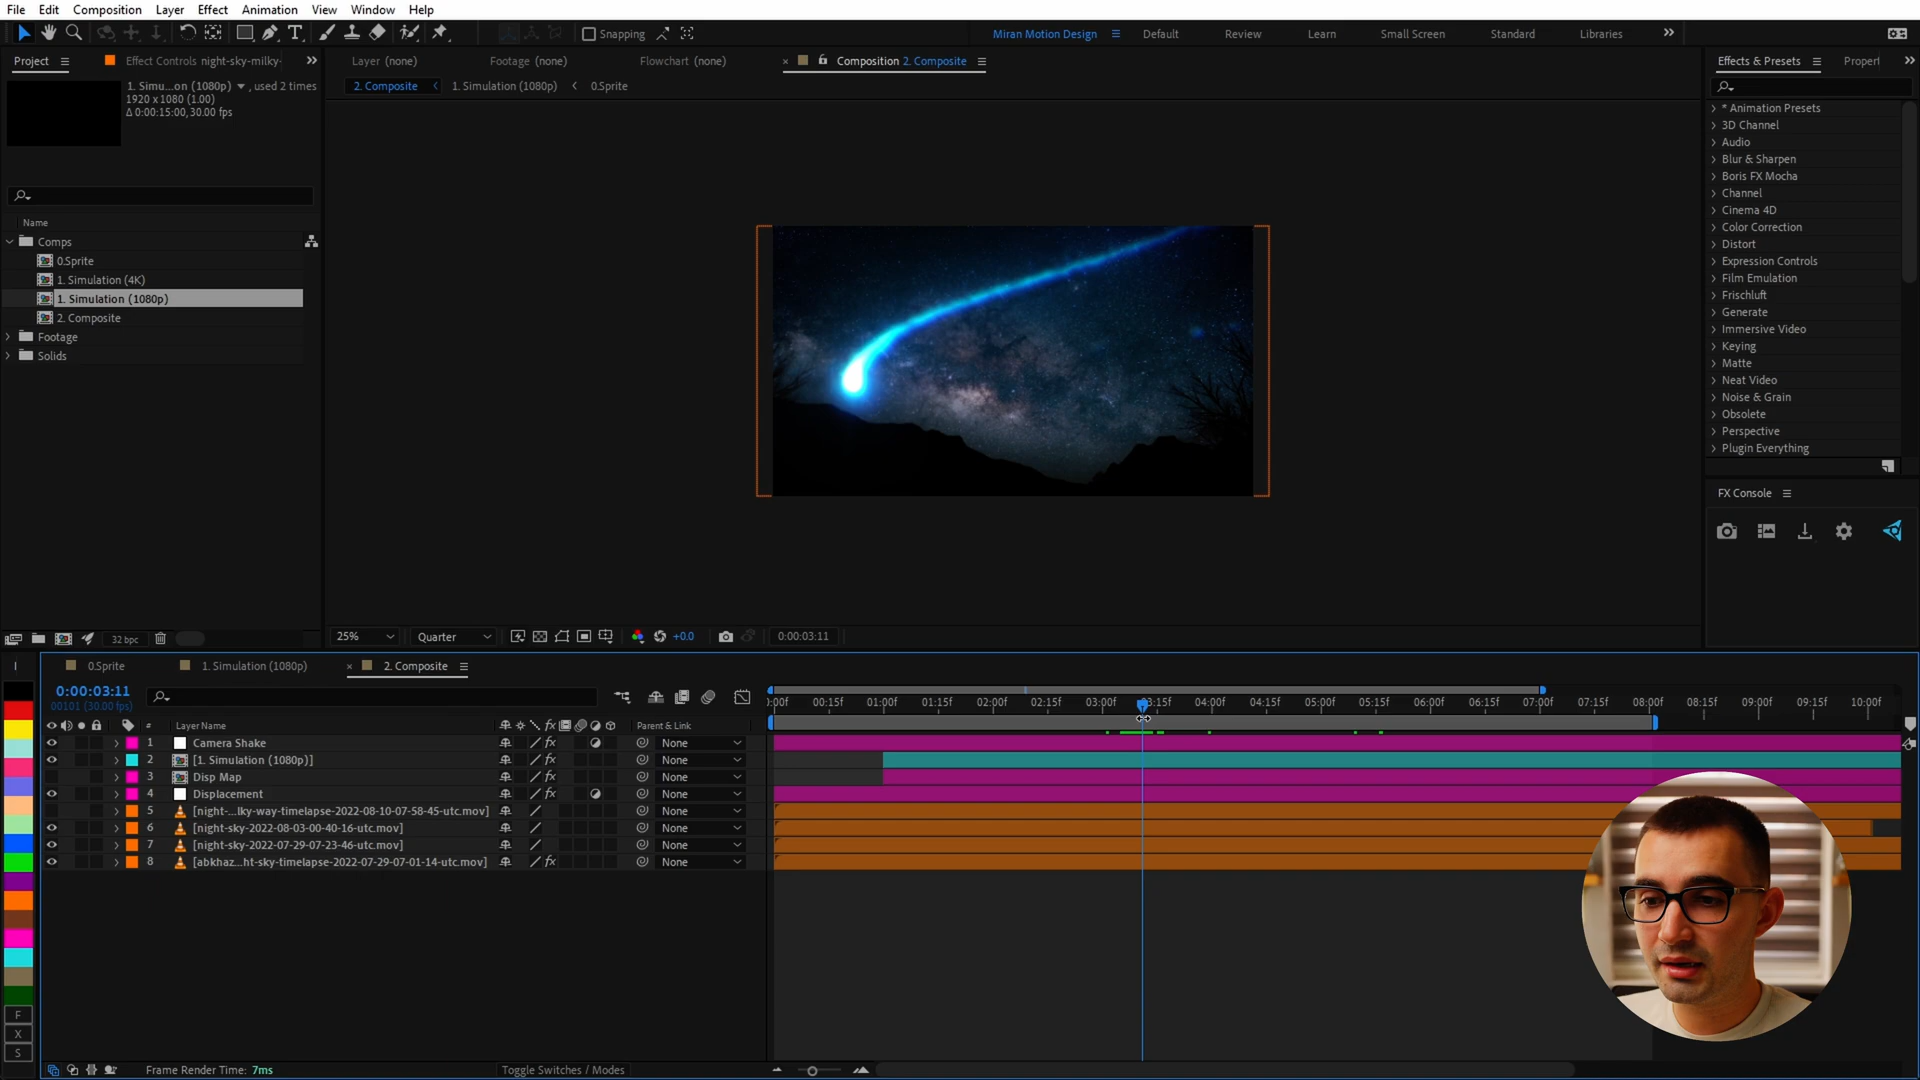 File Edit Composition Layer Effect Animation View Window Help
Snapping
Miran Motion Design Default Review Learn Small Screen Standard Libraries
Project Effect Controls night-sky-milky-
Layer (none) Footage (none) Flowchart (none) Composition 2. Composite
Effects & Presets Properl
2. Composite 1. Simulation (1080p) 0.Sprite
1. Simu...on (1080p) , used 2 times
1920 x 1080 (1.00)
Δ 0:00:15:00, 30.00 fps
Name
Comps
0.Sprite
1. Simulation (4K)
1. Simulation (1080p)
2. Composite
Footage
Solids
* Animation Presets
3D Channel
Audio
Blur & Sharpen
Boris FX Mocha
Channel
Cinema 4D
Color Correction
Distort
Expression Controls
Film Emulation
Frischluft
Generate
Immersive Video
Keying
Matte
Neat Video
Noise & Grain
Obsolete
Perspective
Plugin Everything
FX Console
32 bpc
25% Quarter +0.0 0:00:03:11
0.Sprite 1. Simulation (1080p) 2. Composite
0:00:03:11
00101 (30.00 fps)
:00f 00:15f 01:00f 01:15f 02:00f 02:15f 03:00f 03:15f 04:00f 04:15f 05:00f 05:15f 06:00f 06:15f 07:00f 07:15f 08:00f 08:15f 09:00f 09:15f 10:00f
# Layer Name fx Parent & Link
1 Camera Shake fx None
2 [1. Simulation (1080p)] fx None
3 Disp Map None
4 Displacement fx None
5 [night-...lky-way-timelapse-2022-08-10-07-58-45-utc.mov] None
6 [night-sky-2022-08-03-00-40-16-utc.mov] None
7 [night-sky-2022-07-29-07-23-46-utc.mov] None
8 [abkhaz...ht-sky-timelapse-2022-07-29-07-01-14-utc.mov] fx None
F
X
S
Frame Render Time: 7ms
Toggle Switches / Modes